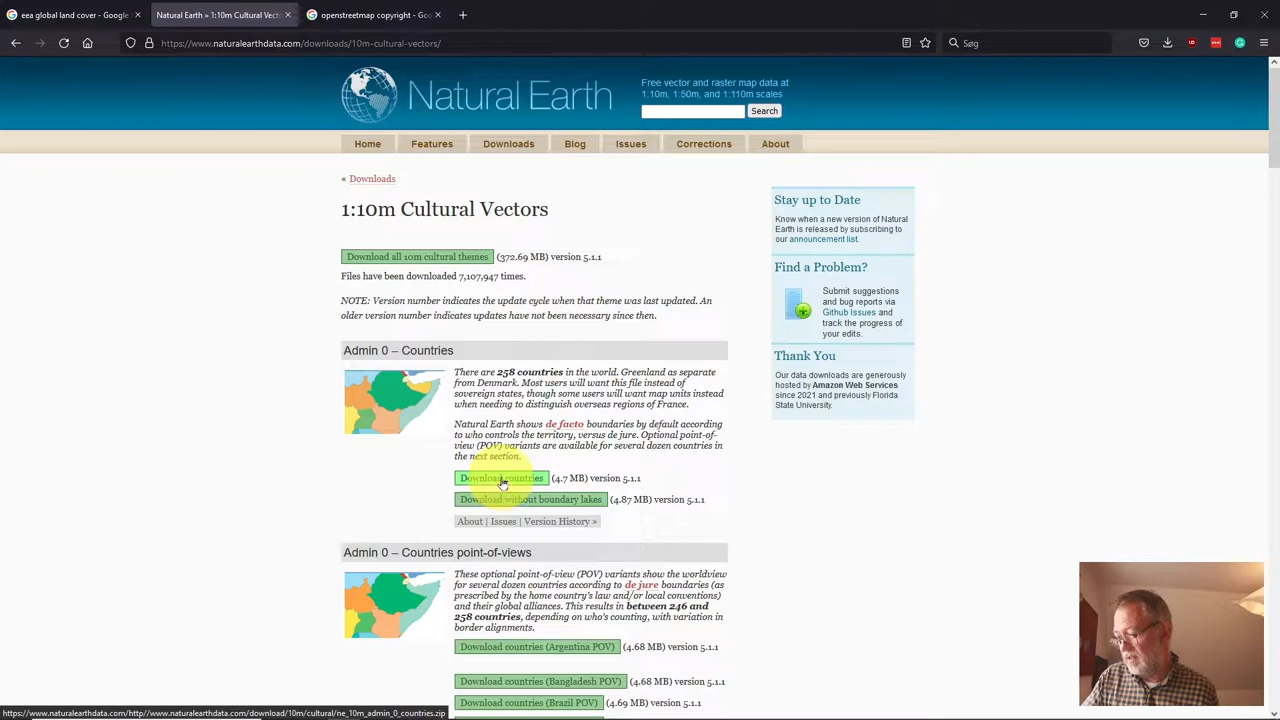 eea global land cover - Google S
Natural Earth » 1:10m Cultural Vecto
openstreetmap copyright - Goo
https://www.naturalearthdata.com/downloads/10m-cultural-vectors/
Søg
Natural Earth
Free vector and raster map data at
1:10m, 1:50m, and 1:110m scales
Search
Home
Features
Downloads
Blog
Issues
Corrections
About
« Downloads
1:10m Cultural Vectors
Download all 10m cultural themes (372.69 MB) version 5.1.1
Files have been downloaded 7,107,947 times.
NOTE: Version number indicates the update cycle when that theme was last updated. An
older version number indicates updates have not been necessary since then.
Admin 0 – Countries
There are 258 countries in the world. Greenland as separate
from Denmark. Most users will want this file instead of
sovereign states, though some users will want map units instead
when needing to distinguish overseas regions of France.
Natural Earth shows de facto boundaries by default according
to who controls the territory, versus de jure. Optional point-of-
view (POV) variants are available for several dozen countries in
the next section.
Download countries (4.7 MB) version 5.1.1
Download without boundary lakes (4.87 MB) version 5.1.1
About | Issues | Version History »
Admin 0 – Countries point-of-views
These optional point-of-view (POV) variants show the worldview
for several dozen countries according to de jure boundaries (as
prescribed by the home country's law and/or local conventions)
and their global alliances. This results in between 246 and
258 countries, depending on who's counting, with variation in
border alignments.
Download countries (Argentina POV) (4.68 MB) version 5.1.1
Download countries (Bangladesh POV) (4.68 MB) version 5.1.1
Download countries (Brazil POV) (4.69 MB) version 5.1.1
Stay up to Date
Know when a new version of Natural
Earth is released by subscribing to
our announcement list.
Find a Problem?
Submit suggestions
and bug reports via
Github Issues and
track the progress of
your edits.
Thank You
Our data downloads are generously
hosted by Amazon Web Services
since 2021 and previously Florida
State University.
https://www.naturalearthdata.com/http://www.naturalearthdata.com/download/10m/cultural/ne_10m_admin_0_countries.zip